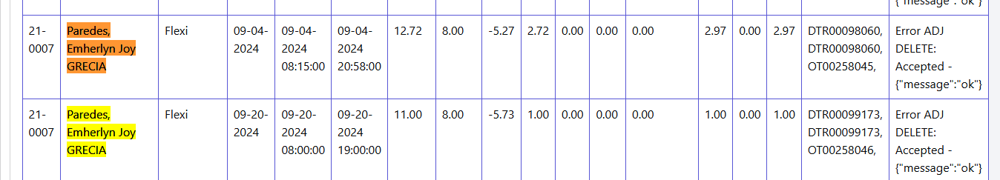 {"message":"ok"}
21-0007 Paredes, Emherlyn Joy GRECIA Flexi 09-04-2024 09-04-2024 08:15:00 09-04-2024 20:58:00 12.72 8.00 -5.27 2.72 0.00 0.00 0.00 2.97 0.00 2.97 DTR00098060, DTR00098060, OT00258045, Error ADJ DELETE: Accepted - {"message":"ok"}
21-0007 Paredes, Emherlyn Joy GRECIA Flexi 09-20-2024 09-20-2024 08:00:00 09-20-2024 19:00:00 11.00 8.00 -5.73 1.00 0.00 0.00 0.00 1.00 0.00 1.00 DTR00099173, DTR00099173, OT00258046, Error ADJ DELETE: Accepted - {"message":"ok"}